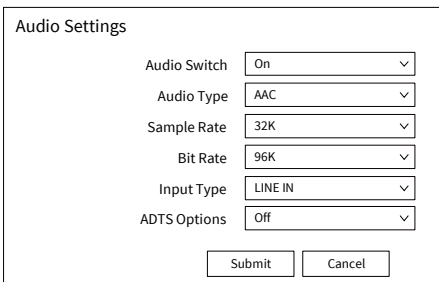 Audio Settings
Audio Switch On
Audio Type AAC
Sample Rate 32K
Bit Rate 96K
Input Type LINE IN
ADTS Options Off
Submit Cancel